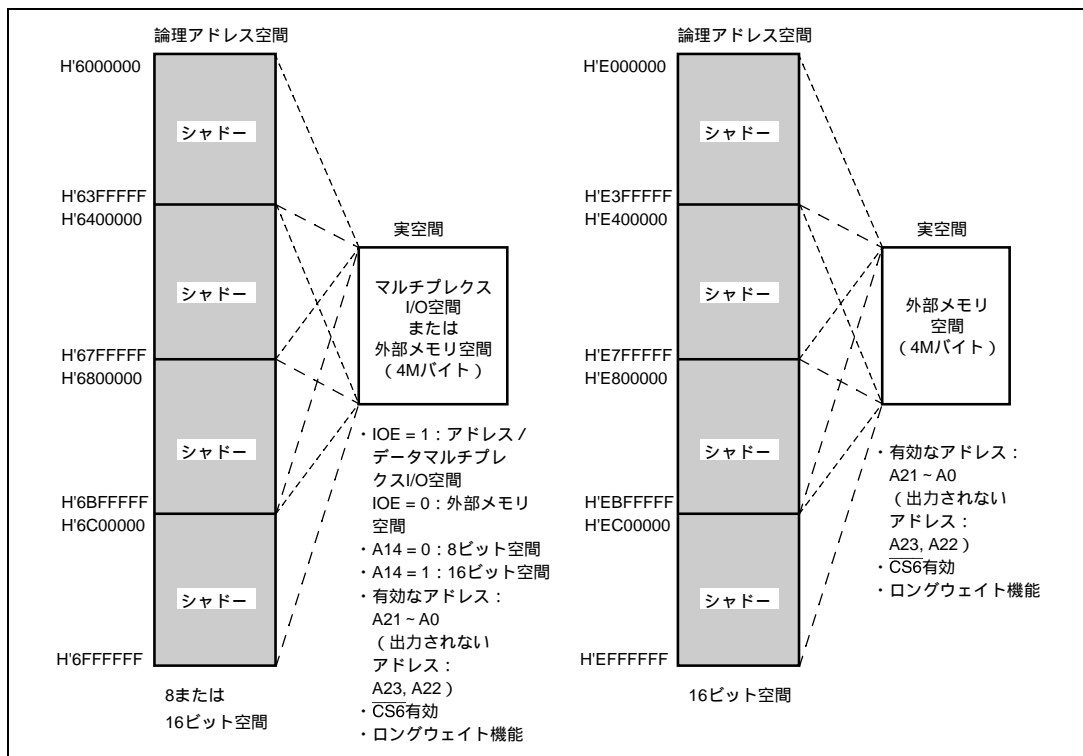 論理アドレス空間
H'6000000
シャドー
H'63FFFFF
H'6400000
シャドー
H'67FFFFF
H'6800000
シャドー
H'6BFFFFF
H'6C00000
シャドー
H'6FFFFFF
8または
16ビット空間
実空間
マルチプレクス
I/O空間
または
外部メモリ空間
(4Mバイト)
・IOE = 1:アドレス/
データマルチプレ
クスI/O空間
IOE = 0:外部メモリ
空間
・A14 = 0:8ビット空間
・A14 = 1:16ビット空間
・有効なアドレス:
A21 ~ A0
(出力されない
アドレス:
A23, A22)
・CS6有効
・ロングウェイト機能
論理アドレス空間
H'E000000
シャドー
H'E3FFFFF
H'E400000
シャドー
H'E7FFFFF
H'E800000
シャドー
H'EBFFFFF
H'EC00000
シャドー
H'EFFFFFF
16ビット空間
実空間
外部メモリ
空間
(4Mバイト)
・有効なアドレス:
A21 ~ A0
(出力されない
アドレス:
A23, A22)
・CS6有効
・ロングウェイト機能